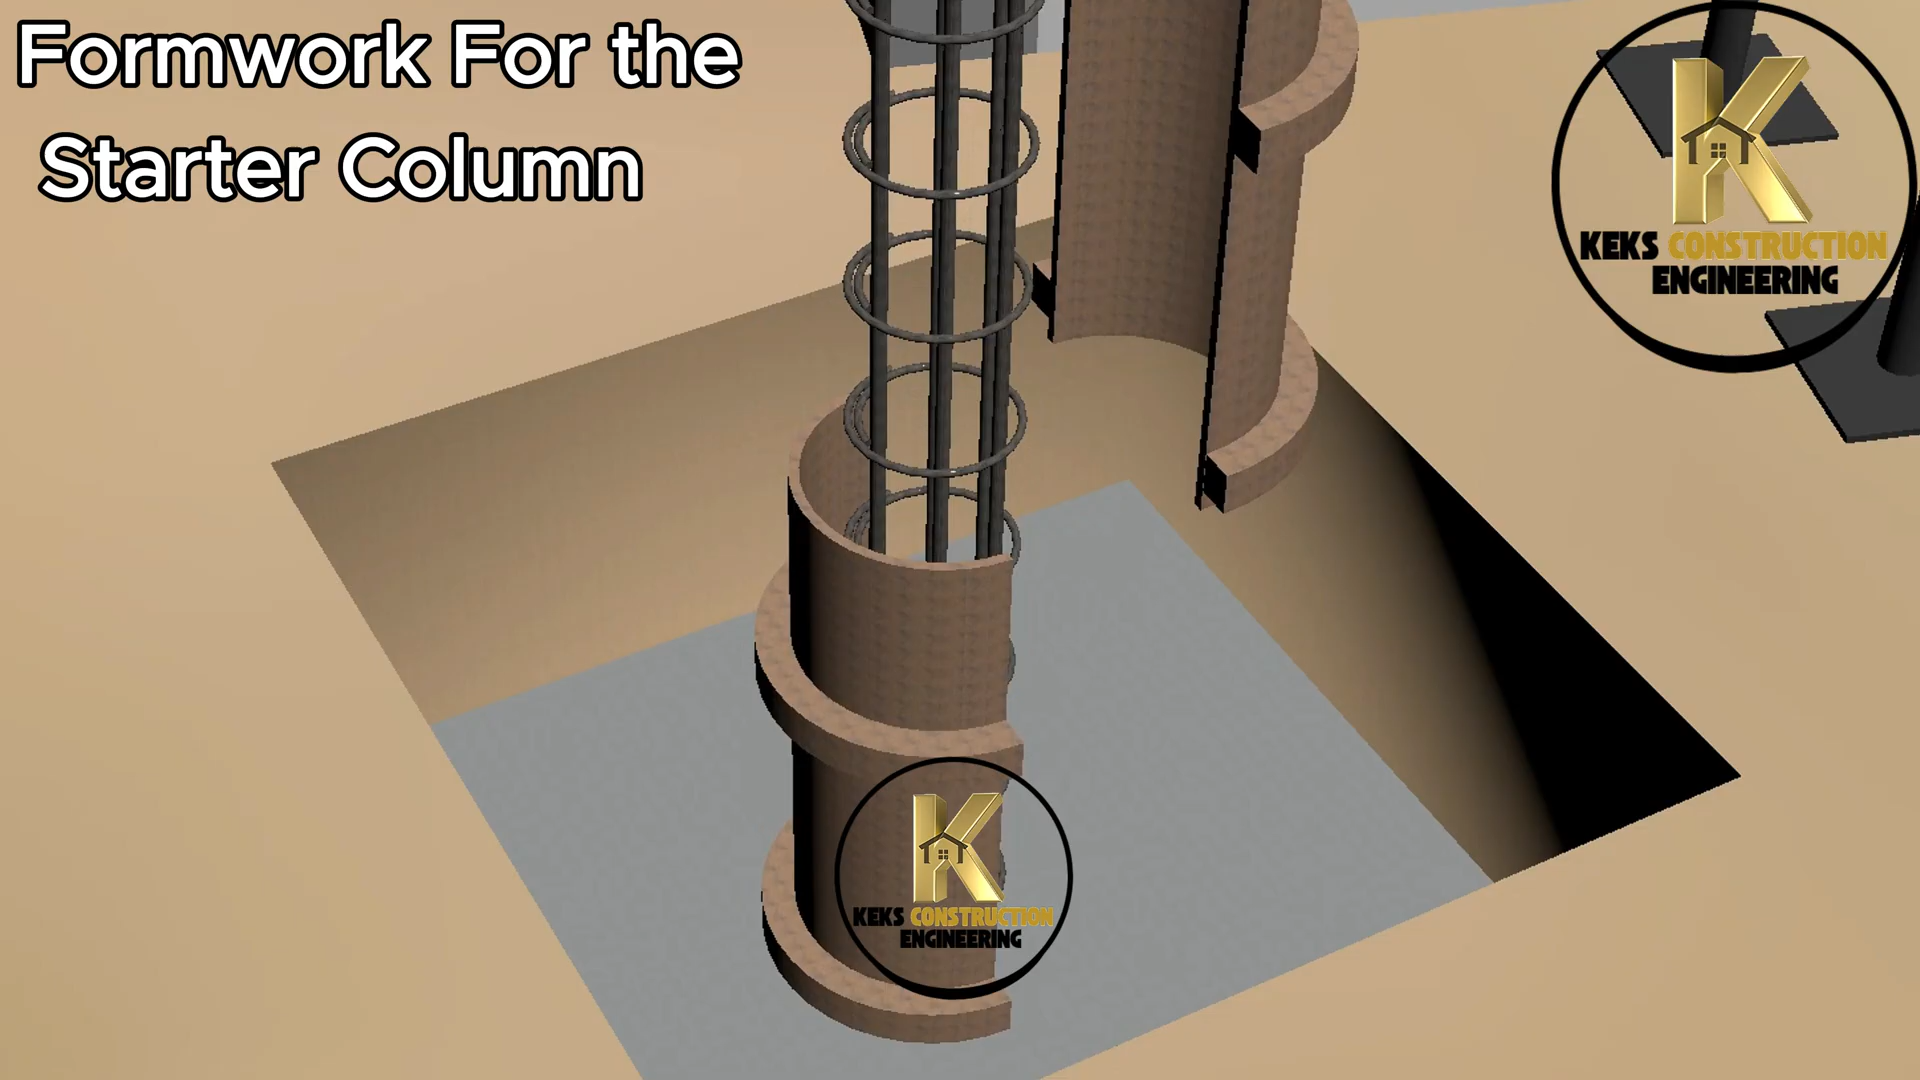 Formwork For the
Starter Column
KEKS CONSTRUCTION
ENGINEERING
KEKS CONSTRUCTION
ENGINEERING